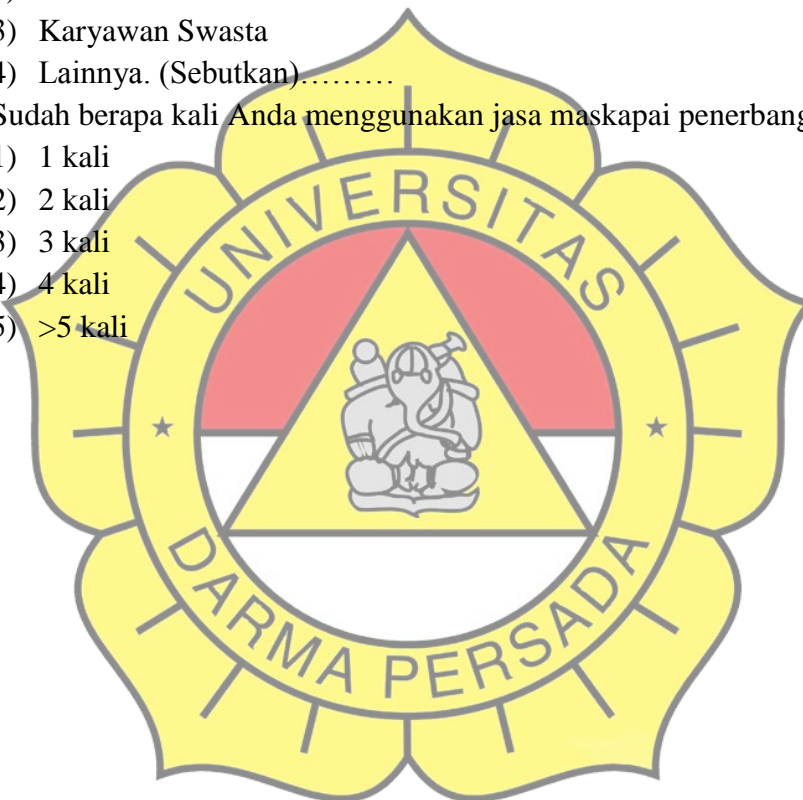 3) Karyawan Swasta
4) Lainnya. (Sebutkan).........
Sudah berapa kali Anda menggunakan jasa maskapai
1) 1 kali
2) 2 kali
3) 3 kali
4) 4 kali
5) >5 kali
UNIVERSITAS
DARMA PERSADA